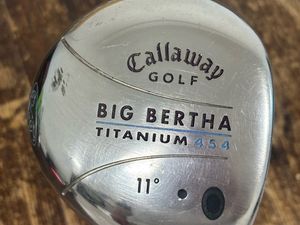 Callaway
GOLF
BIG BERTHA
TITANIUM 454
11°